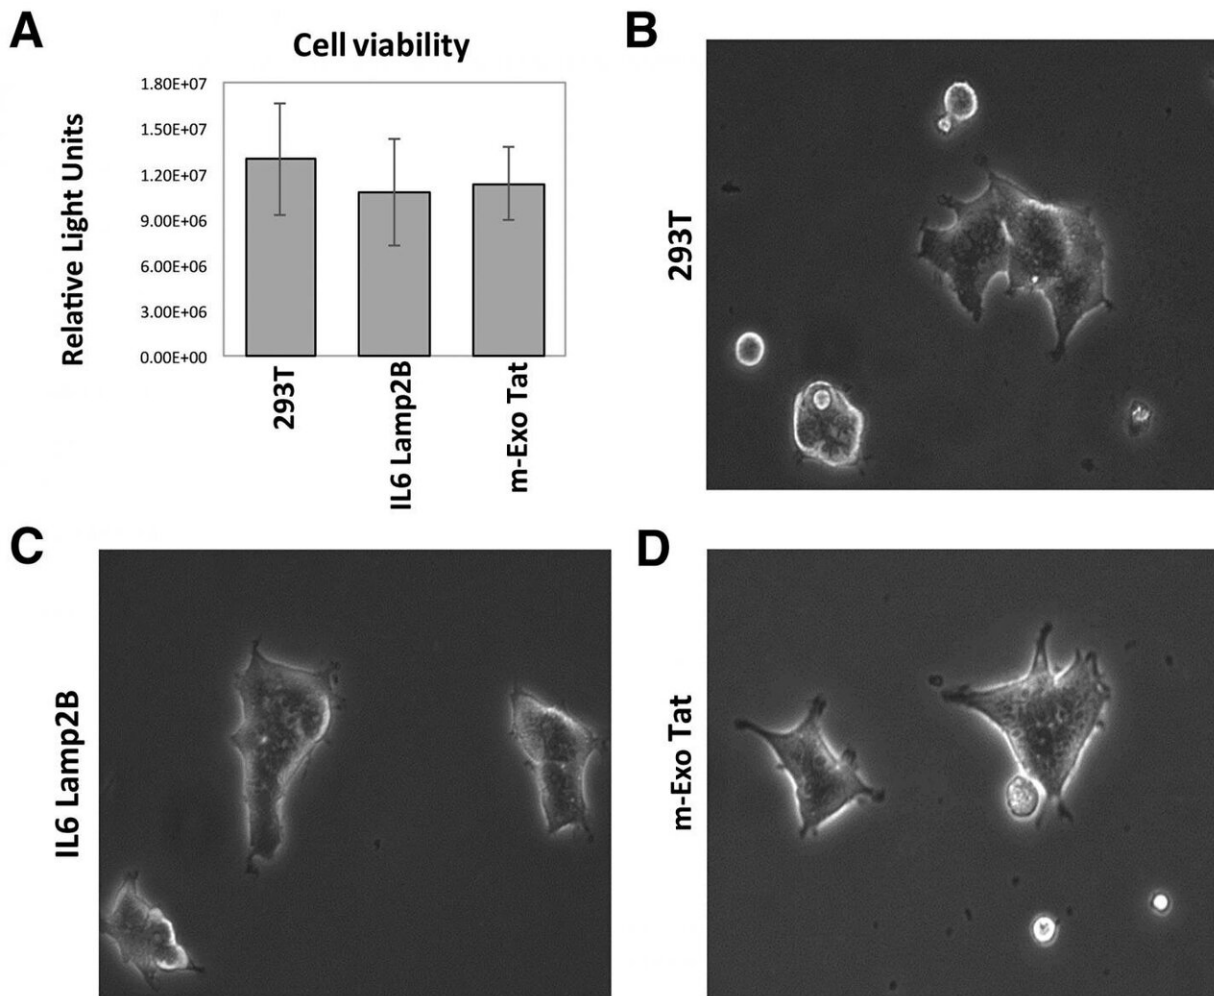 A
Cell viability
Relative Light Units
1.80E+07
1.50E+07
1.20E+07
9.00E+06
6.00E+06
3.00E+06
0.00E+00
293T
IL6 Lamp2B
m-Exo Tat
B
293T
C
IL6 Lamp2B
D
m-Exo Tat